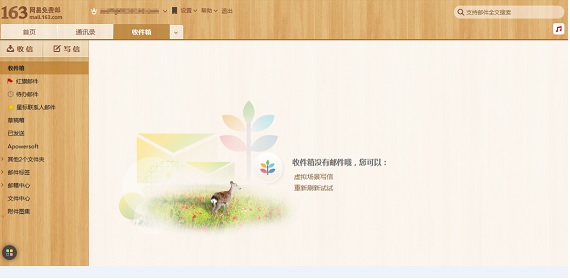 163 网易免费邮
mail.163.com
设置 帮助 退出
支持邮件全文搜索
首页 通讯录 收件箱
收信 写信
收件箱
红旗邮件
待办邮件
星标联系人邮件
草稿箱
已发送
Apowersoft
其他2个文件夹
邮件标签
邮箱中心
文件中心
附件图集
收件箱没有邮件哦，您可以：
虚拟场景写信
重新刷新试试